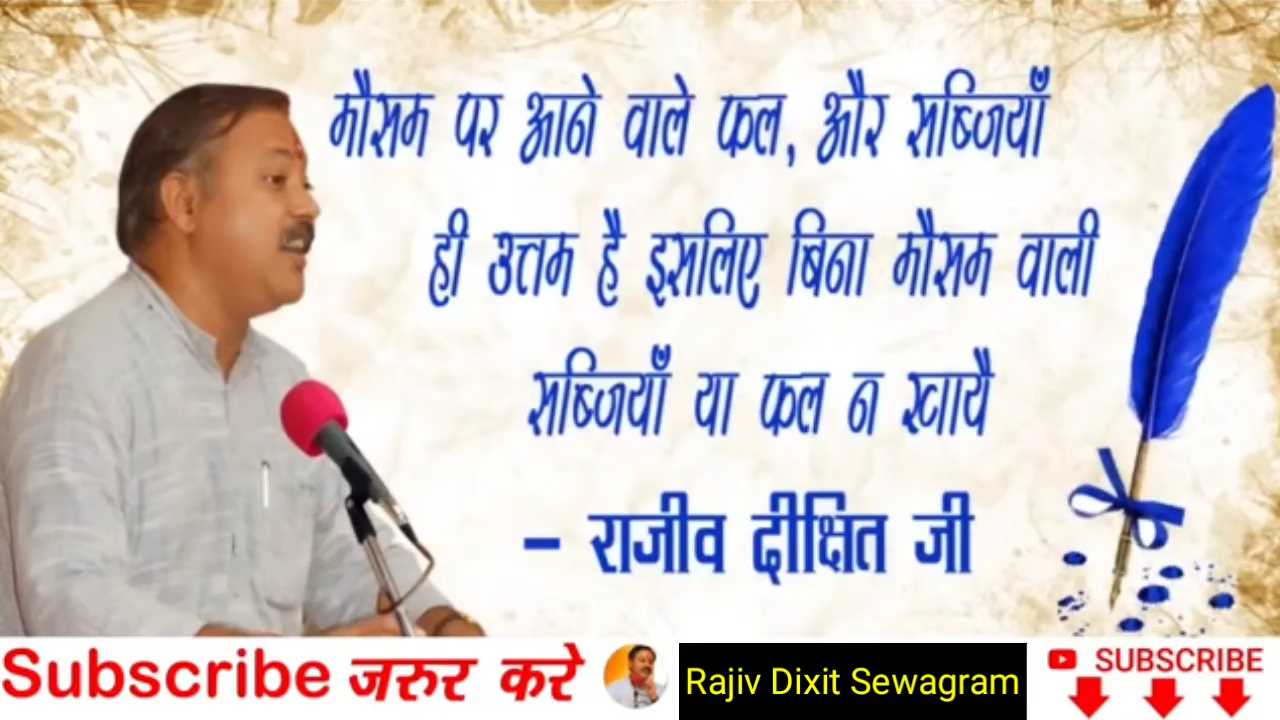 मौसम पर आने वाले फल, और सब्जियाँ
ही उत्तम है इसलिए बिना मौसम वाली
सब्जियाँ या फल न खायै
– राजीव दीक्षित जी
Subscribe जरुर करे
Rajiv Dixit Sewagram
SUBSCRIBE